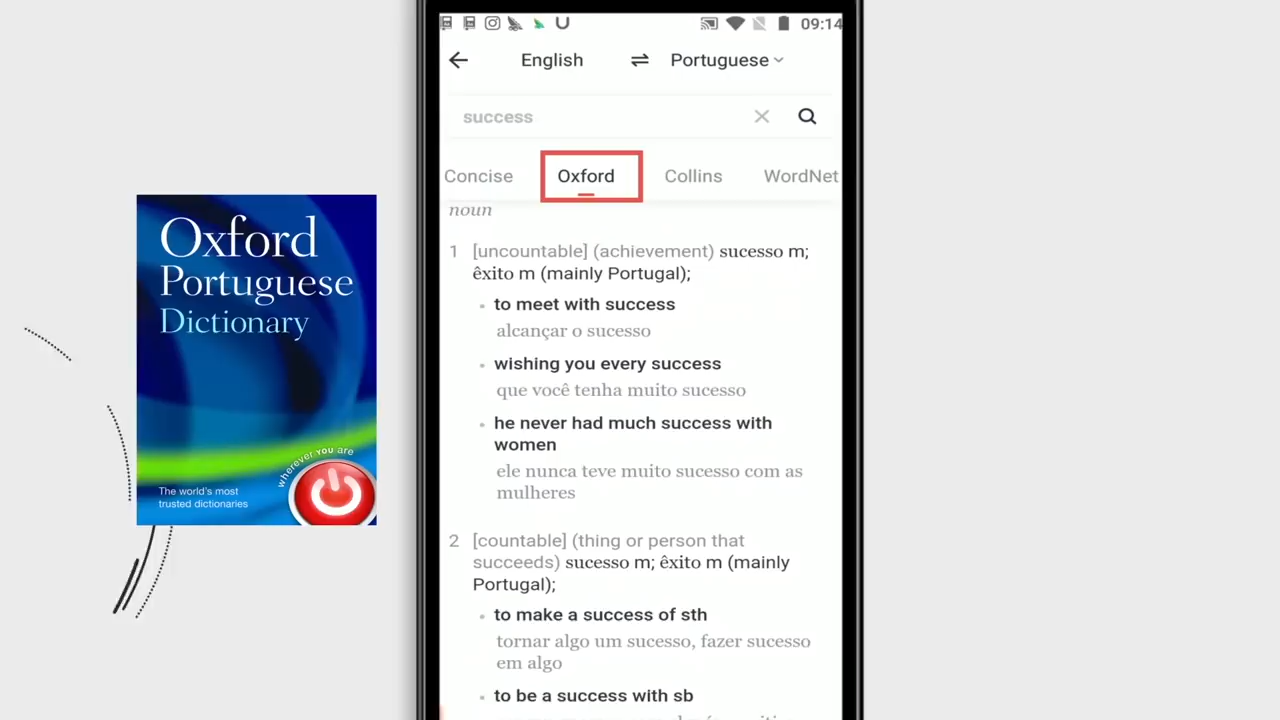 Oxford
Portuguese
Dictionary
wherever YOU are
The world's most
trusted dictionaries
09:14
English ⇌ Portuguese
success
Concise Oxford Collins WordNet
noun
1 [uncountable] (achievement) sucesso m;
êxito m (mainly Portugal);
to meet with success
alcançar o sucesso
wishing you every success
que você tenha muito sucesso
he never had much success with
women
ele nunca teve muito sucesso com as
mulheres
2 [countable] (thing or person that
succeeds) sucesso m; êxito m (mainly
Portugal);
to make a success of sth
tornar algo um sucesso, fazer sucesso
em algo
to be a success with sb